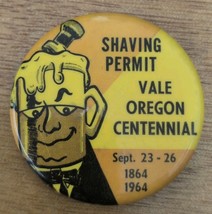 SHAVING
PERMIT
VALE
OREGON
CENTENNIAL
Sept. 23 - 26
1864
1964